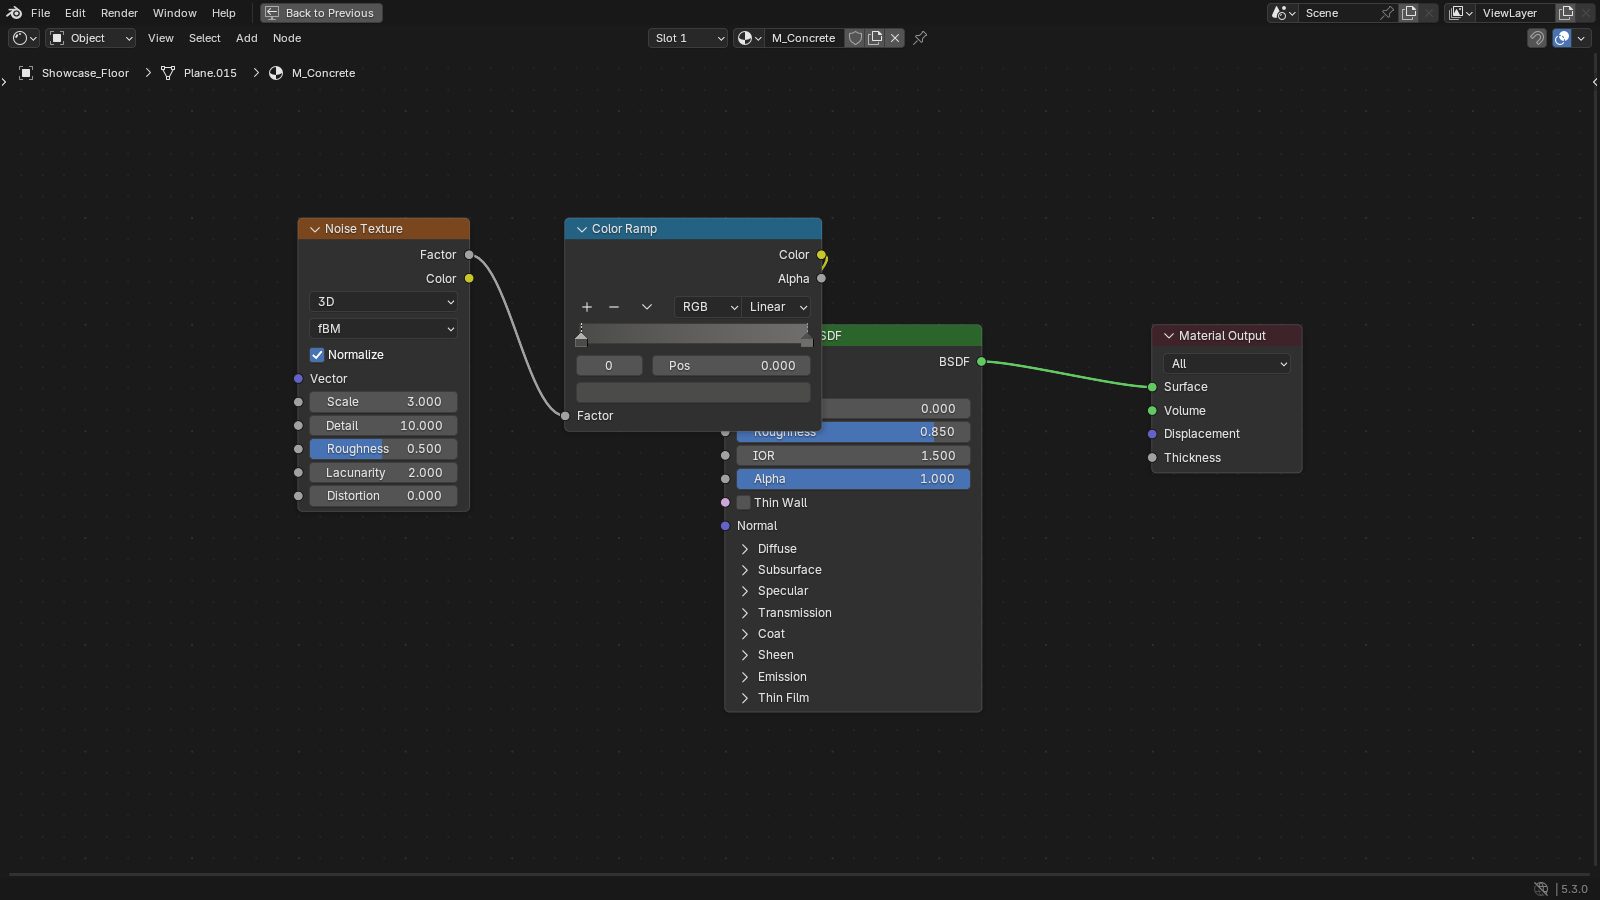 File Edit Render Window Help Back to Previous Scene ViewLayer
Object View Select Add Node Slot 1 M_Concrete
Showcase_Floor Plane.015 M_Concrete
Noise Texture
Factor
Color
3D
fBM
Normalize
Vector
Scale 3.000
Detail 10.000
Roughness 0.500
Lacunarity 2.000
Distortion 0.000
Color Ramp
Color
Alpha
RGB Linear
0 Pos 0.000
Factor
SDF
BSDF
0.000
Roughness 0.850
IOR 1.500
Alpha 1.000
Thin Wall
Normal
Diffuse
Subsurface
Specular
Transmission
Coat
Sheen
Emission
Thin Film
Material Output
All
Surface
Volume
Displacement
Thickness
5.3.0